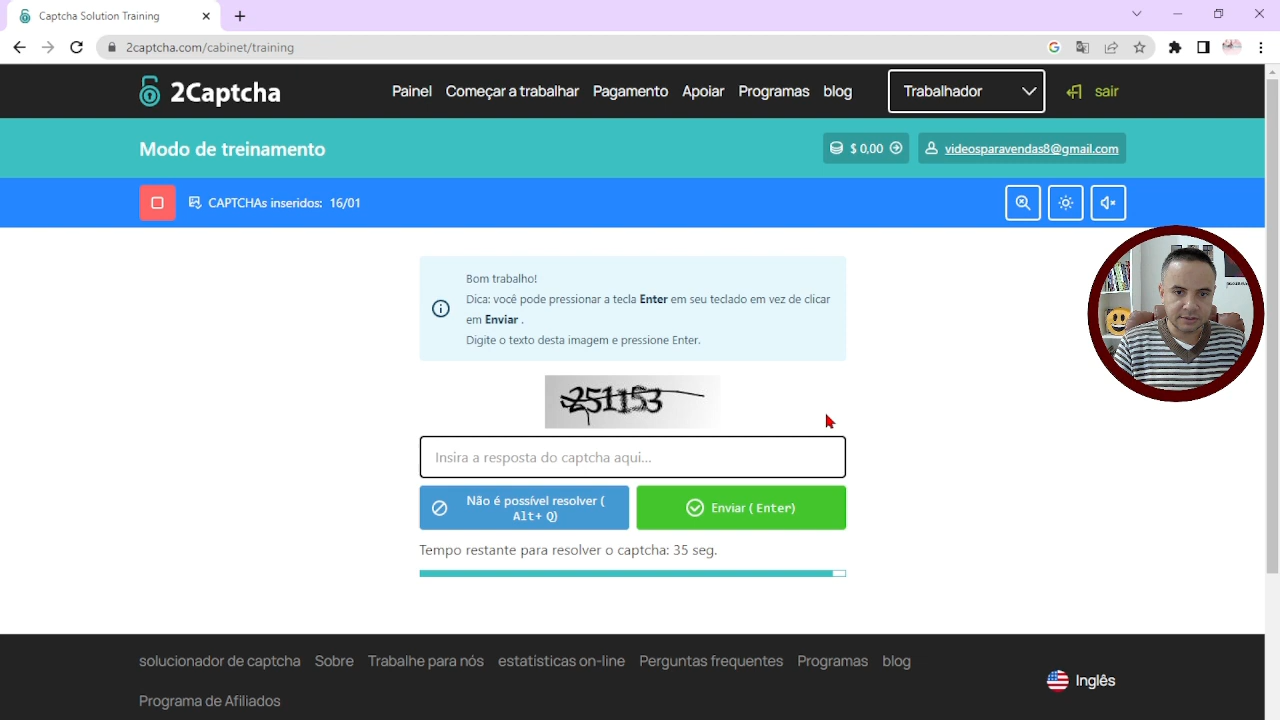 Captcha Solution Training
2captcha.com/cabinet/training
2Captcha
Painel Começar a trabalhar Pagamento Apoiar Programas blog Trabalhador sair
Modo de treinamento
$ 0,00 videosparavendas8@gmail.com
CAPTCHAs inseridos: 16/01
Bom trabalho!
Dica: você pode pressionar a tecla Enter em seu teclado em vez de clicar
em Enviar .
Digite o texto desta imagem e pressione Enter.
251153
Insira a resposta do captcha aqui...
Não é possível resolver (
Alt+ Q)
Enviar ( Enter)
Tempo restante para resolver o captcha: 35 seg.
solucionador de captcha Sobre Trabalhe para nós estatísticas on-line Perguntas frequentes Programas blog
Inglês
Programa de Afiliados